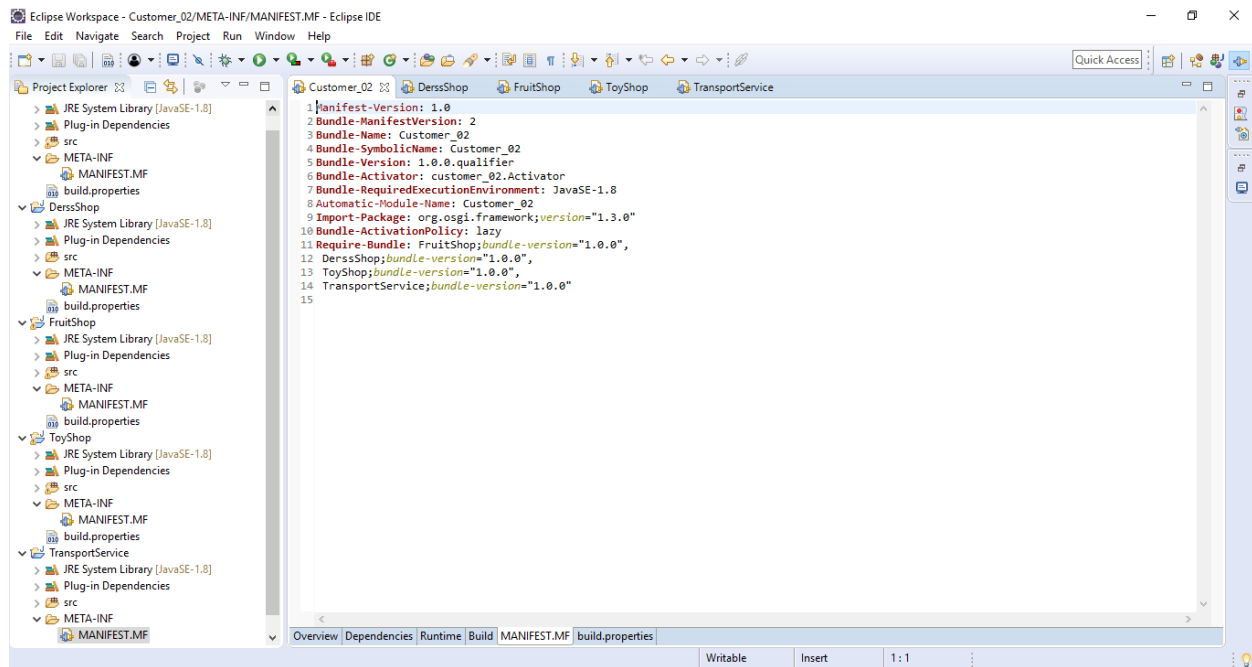 Eclipse Workspace - Customer_02/META-INF/MANIFEST.MF - Eclipse IDE
File Edit Navigate Search Project Run Window Help
Quick Access
Project Explorer
JRE System Library [JavaSE-1.8]
Plug-in Dependencies
src
META-INF
MANIFEST.MF
build.properties
DerssShop
JRE System Library [JavaSE-1.8]
Plug-in Dependencies
src
META-INF
MANIFEST.MF
build.properties
FruitShop
JRE System Library [JavaSE-1.8]
Plug-in Dependencies
src
META-INF
MANIFEST.MF
build.properties
ToyShop
JRE System Library [JavaSE-1.8]
Plug-in Dependencies
src
META-INF
MANIFEST.MF
build.properties
TransportService
JRE System Library [JavaSE-1.8]
Plug-in Dependencies
src
META-INF
MANIFEST.MF
Customer_02 DerssShop FruitShop ToyShop TransportService
1 Manifest-Version: 1.0
2 Bundle-ManifestVersion: 2
3 Bundle-Name: Customer_02
4 Bundle-SymbolicName: Customer_02
5 Bundle-Version: 1.0.0.qualifier
6 Bundle-Activator: customer_02.Activator
7 Bundle-RequiredExecutionEnvironment: JavaSE-1.8
8 Automatic-Module-Name: Customer_02
9 Import-Package: org.osgi.framework;version="1.3.0"
10 Bundle-ActivationPolicy: lazy
11 Require-Bundle: FruitShop;bundle-version="1.0.0",
12 DerssShop;bundle-version="1.0.0",
13 ToyShop;bundle-version="1.0.0",
14 TransportService;bundle-version="1.0.0"
15
Overview Dependencies Runtime Build MANIFEST.MF build.properties
Writable Insert 1 : 1